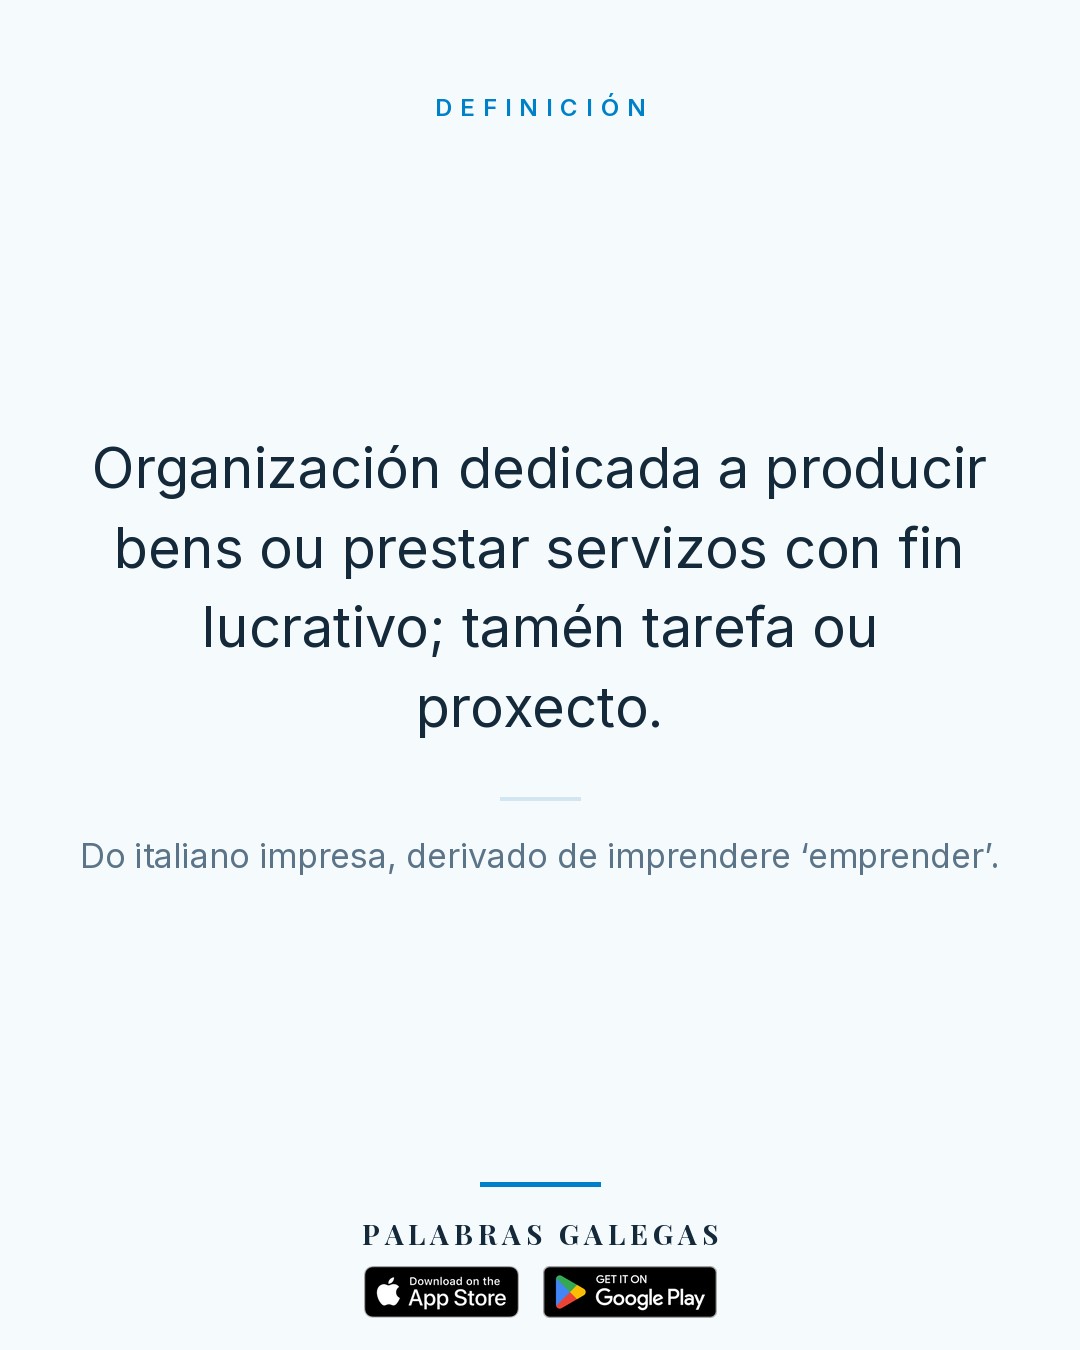 DEFINICIÓN
Organización dedicada a producir
bens ou prestar servizos con fin
lucrativo; tamén tarefa ou
proxecto.
Do italiano impresa, derivado de imprendere ‘emprender’.
PALABRAS GALEGAS
Download on the
App Store
GET IT ON
Google Play